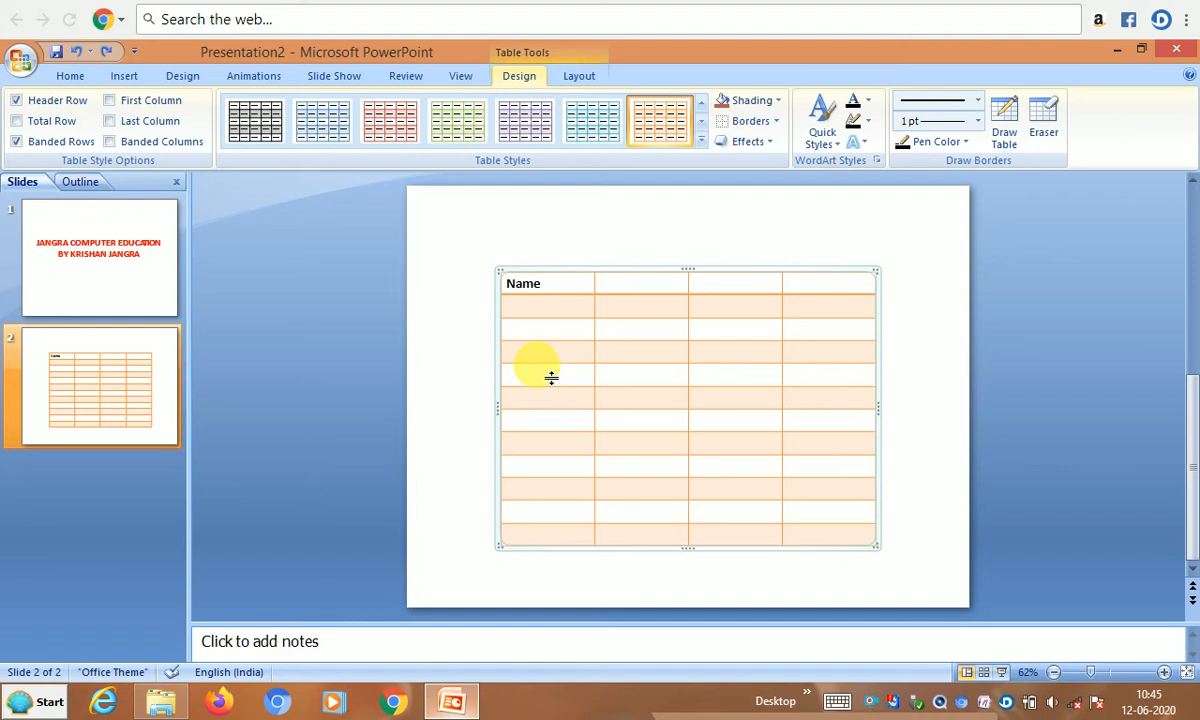 Search the web...
Presentation2 - Microsoft PowerPoint
Table Tools
Home
Insert
Design
Animations
Slide Show
Review
View
Design
Layout
Header Row
First Column
Total Row
Last Column
Banded Rows
Banded Columns
Table Style Options
Shading
Borders
Effects
Table Styles
Quick
Styles
WordArt Styles
1 pt
Pen Color
Draw
Table
Eraser
Draw Borders
Slides
Outline
1
JANGRA COMPUTER EDUCATION
BY KRISHAN JANGRA
2
Name
Name
Click to add notes
Slide 2 of 2
"Office Theme"
English (India)
62%
Start
Desktop
10:45
12-06-2020